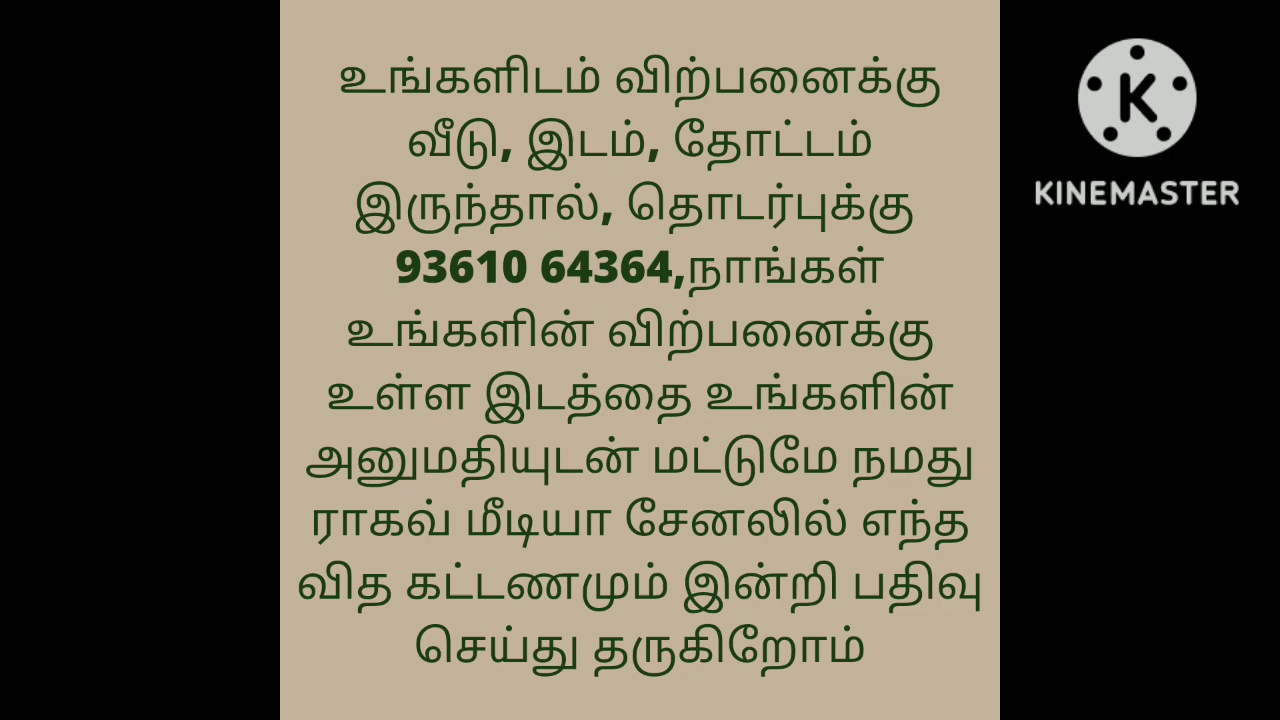 உங்களிடம் விற்பனைக்கு
வீடு, இடம், தோட்டம்
இருந்தால், தொடர்புக்கு
93610 64364,நாங்கள்
உங்களின் விற்பனைக்கு
உள்ள இடத்தை உங்களின்
அனுமதியுடன் மட்டுமே நமது
ராகவ் மீடியா சேனலில் எந்த
வித கட்டணமும் இன்றி பதிவு
செய்து தருகிறோம்
K
KINEMASTER